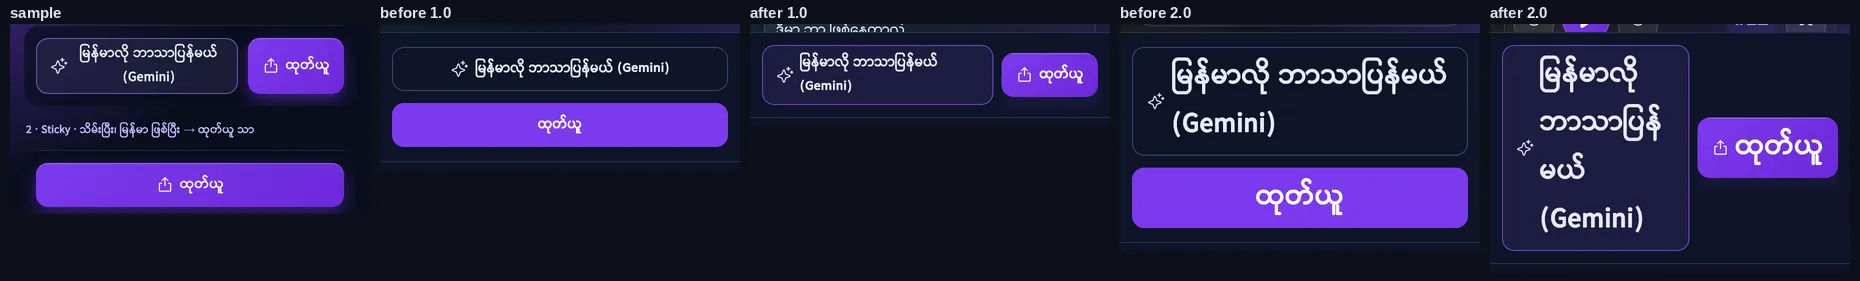 sample
မြန်မာလို ဘာသာပြန်မယ်
(Gemini)
ထုတ်ယူ
2 · Sticky · သိမ်းပြီး၊ မြန်မာ ဖြစ်ပြီး → ထုတ်ယူ သာ
ထုတ်ယူ
before 1.0
မြန်မာလို ဘာသာပြန်မယ် (Gemini)
ထုတ်ယူ
after 1.0
မြန်မာလို ဘာသာပြန်မယ်
(Gemini)
ထုတ်ယူ
before 2.0
မြန်မာလို ဘာသာပြန်မယ်
(Gemini)
ထုတ်ယူ
after 2.0
မြန်မာလို
ဘာသာပြန်
မယ်
(Gemini)
ထုတ်ယူ